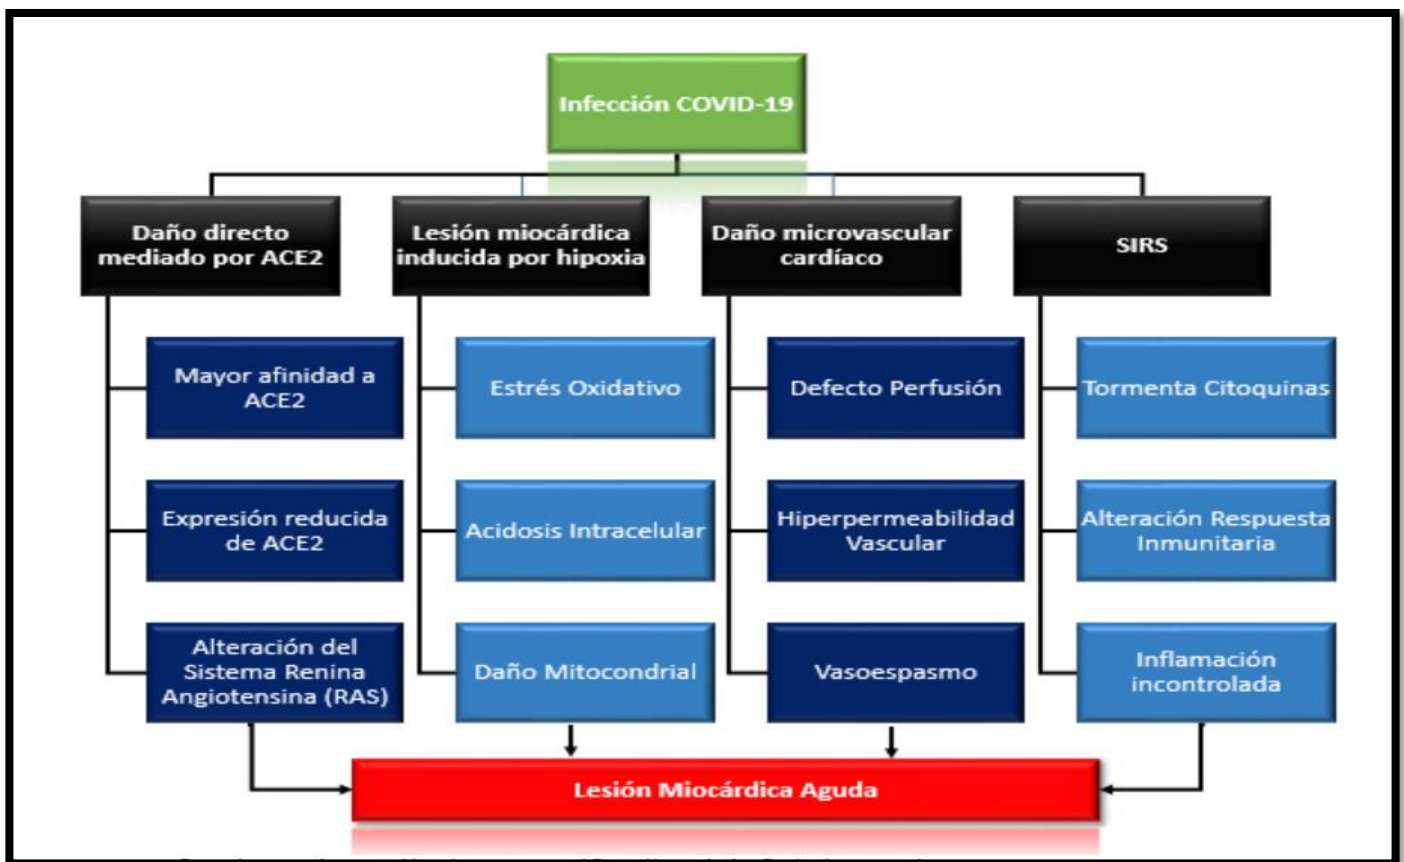 Infección COVID-19
Daño directo
mediado por ACE2
Lesión miocárdica
inducida por hipoxia
Daño microvascular
cardíaco
SIRS
Mayor afinidad a
ACE2
Expresión reducida
de ACE2
Alteración del
Sistema Renina
Angiotensina (RAS)
Estrés Oxidativo
Acidosis Intracelular
Daño Mitocondrial
Defecto Perfusión
Hiperpermeabilidad
Vascular
Vasoespasmo
Tormenta Citoquinas
Alteración Respuesta
Inmunitaria
Inflamación
incontrolada
Lesión Miocárdica Aguda